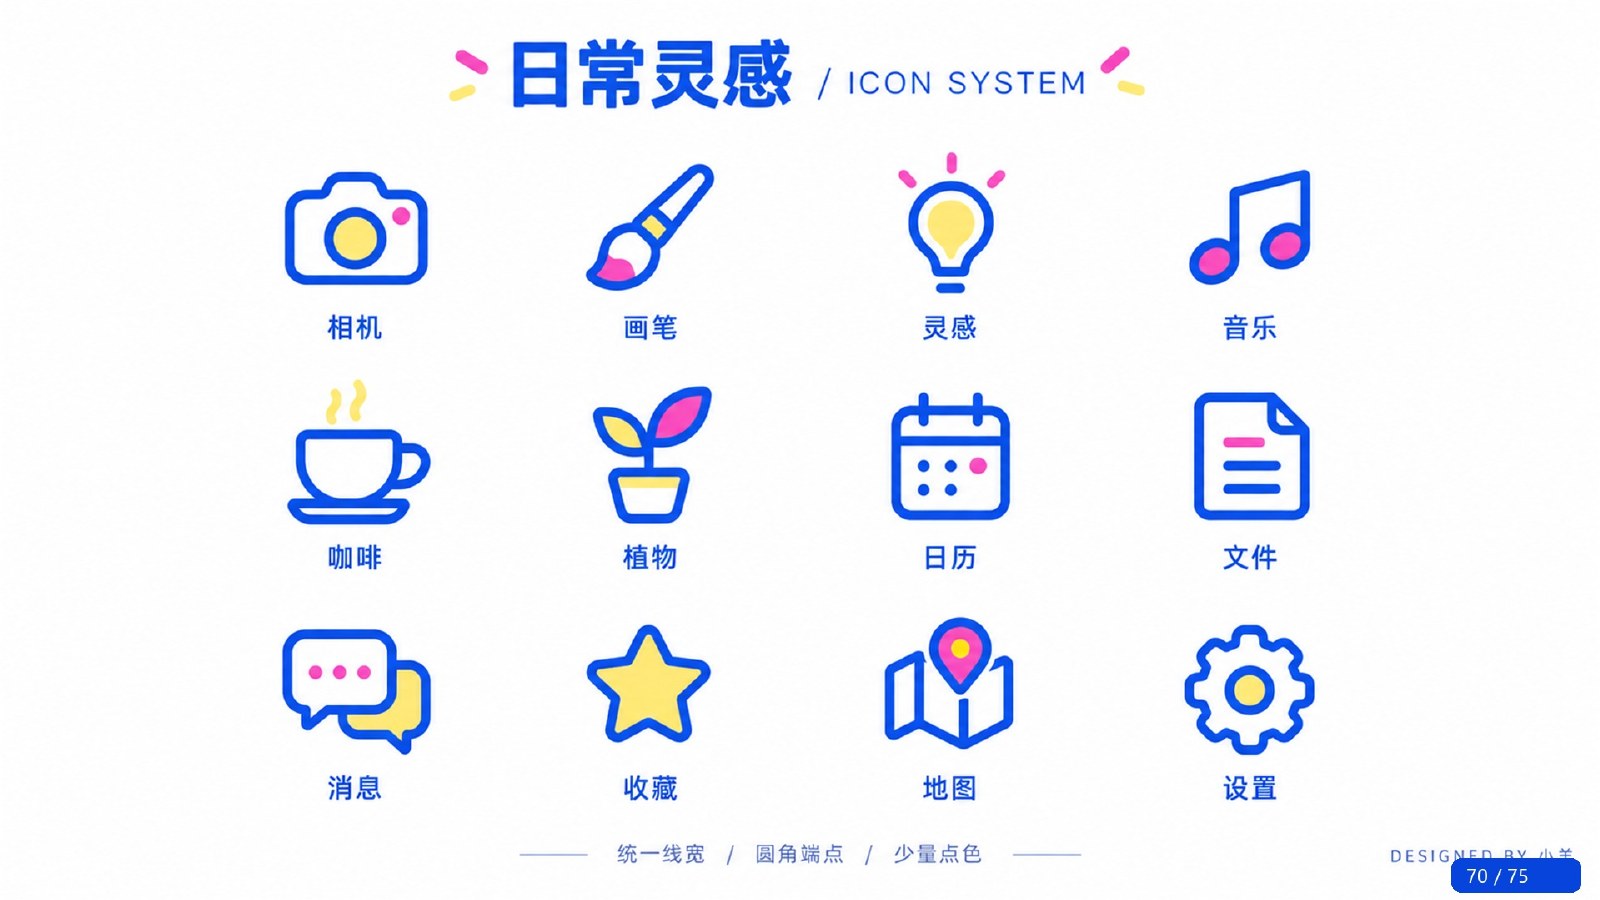 日常灵感 / ICON SYSTEM
相机
画笔
灵感
音乐
咖啡
植物
日历
文件
消息
收藏
地图
设置
统一线宽 / 圆角端点 / 少量点色
DESIGNED BY 小羊
70 / 75